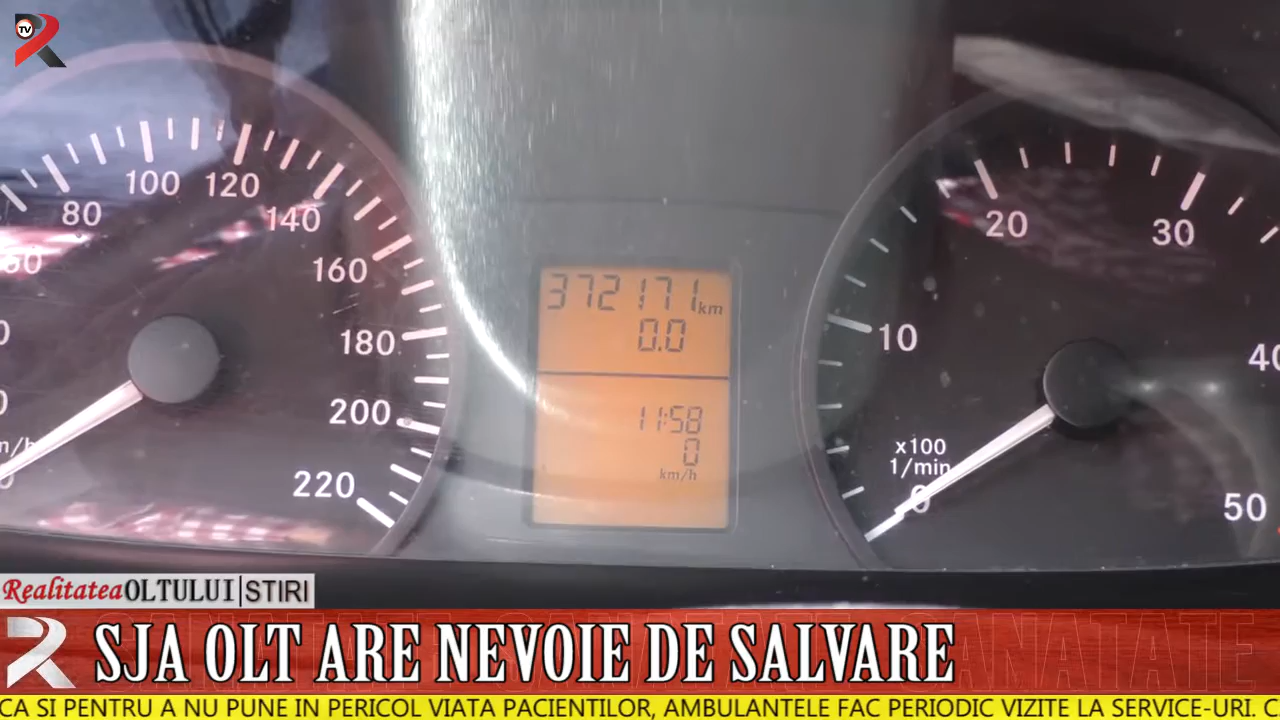 TV
80
100
120
140
160
180
200
220
372171km
0.0
11:58
0
km/h
10
20
30
40
50
x100
1/min
0
RealitateaOLTULUI|STIRI
SJA OLT ARE NEVOIE DE SALVARE
SANATATE
CA SI PENTRU A NU PUNE IN PERICOL VIATA PACIENTILOR, AMBULANTELE FAC PERIODIC VIZITE LA SERVICE-URI. C